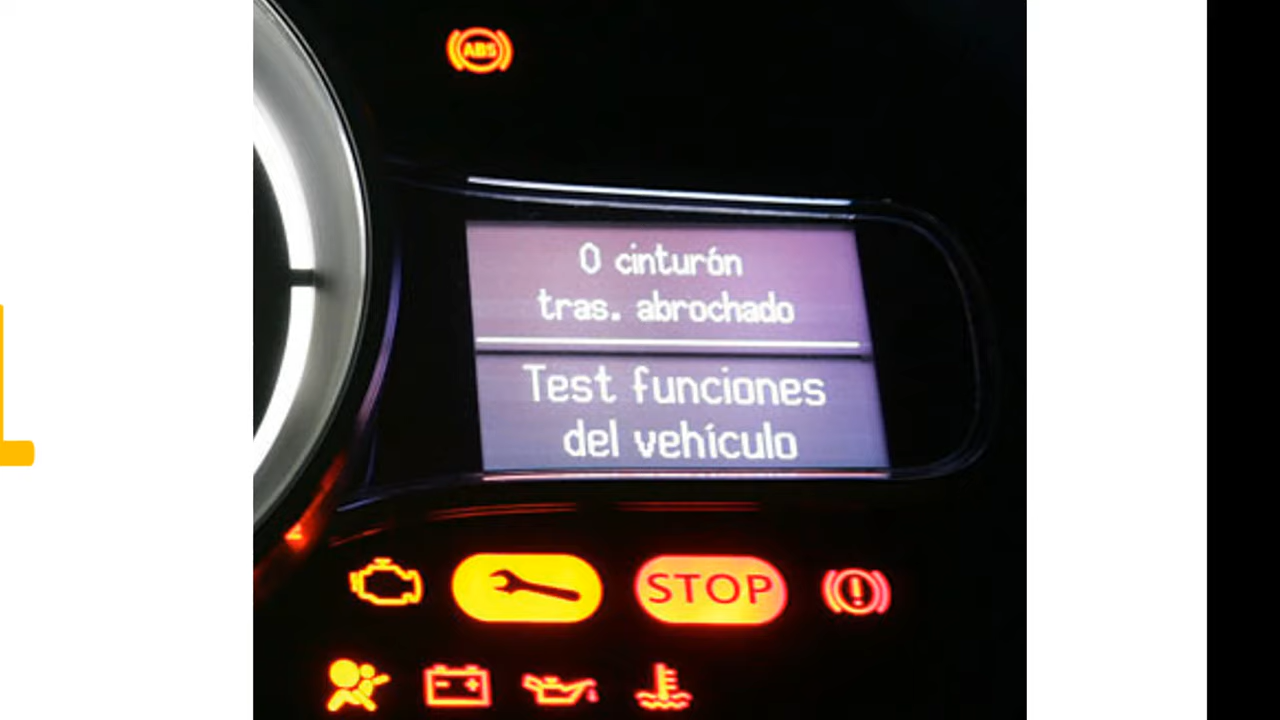 ABS
0 cinturón
tras. abrochado
Test funciones
del vehículo
STOP